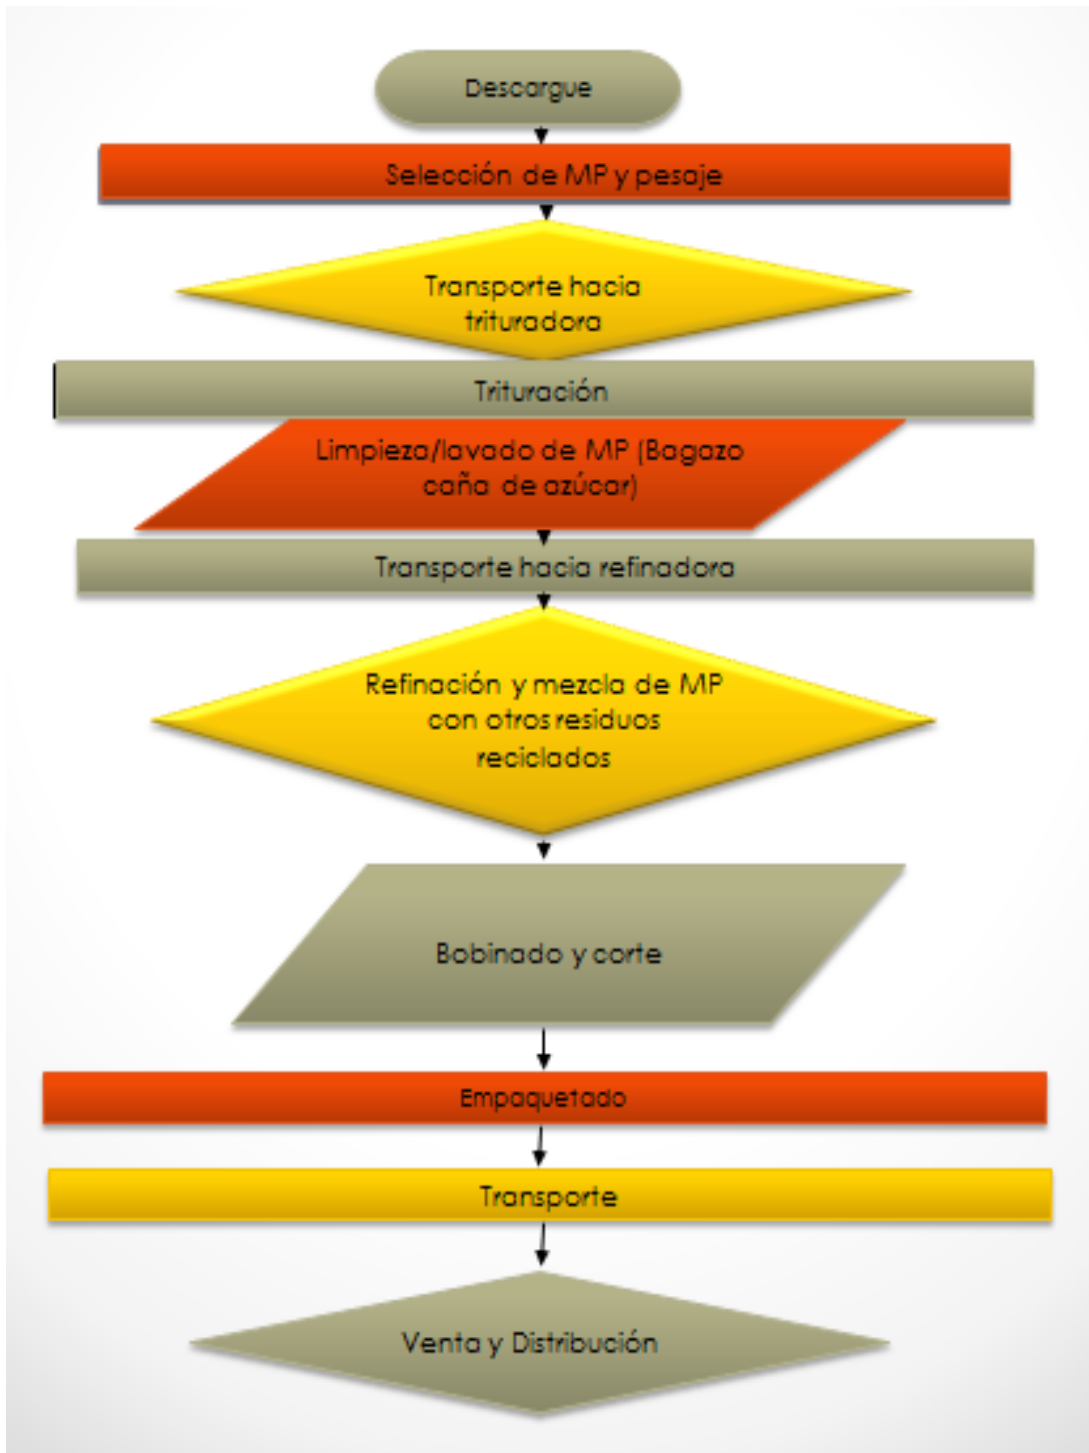 Descargue
Selección de MP y pesaje
Transporte hacia
trituradora
Trituración
Limpieza/lavado de MP (Bagazo
caña de azúcar)
Transporte hacia refinadora
Refinación y mezcla de MP
con otros residuos
reciclados
Bobinado y corte
Empaquetado
Transporte
Venta y Distribución